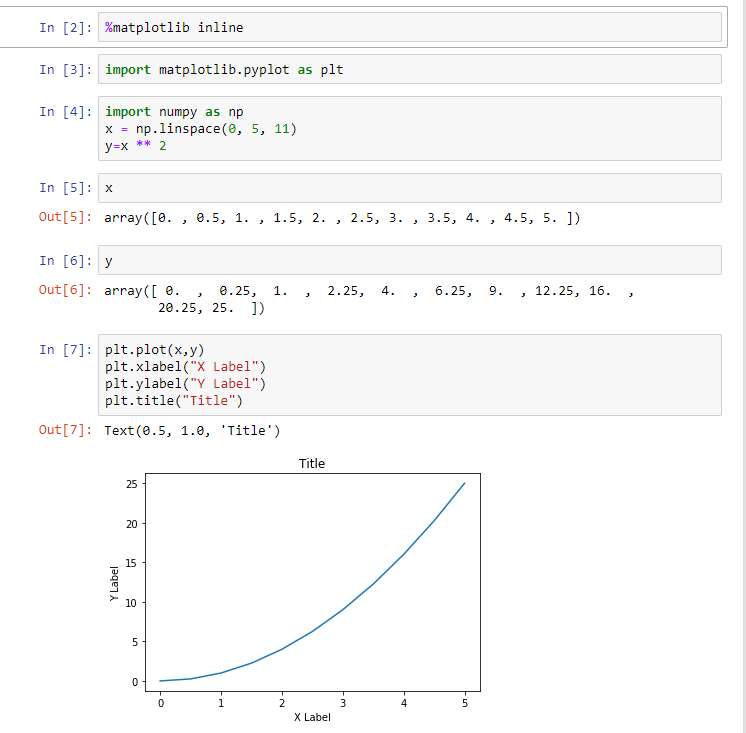 In [2]: %matplotlib inline
In [3]: import matplotlib.pyplot as plt
In [4]: import numpy as np
x = np.linspace(0, 5, 11)
y=x ** 2
In [5]: x
Out[5]: array([0. , 0.5, 1. , 1.5, 2. , 2.5, 3. , 3.5, 4. , 4.5, 5. ])
In [6]: y
Out[6]: array([ 0.  ,  0.25,  1.  ,  2.25,  4.  ,  6.25,  9.  , 12.25, 16.  ,
20.25, 25.  ])
In [7]: plt.plot(x,y)
plt.xlabel("X Label")
plt.ylabel("Y Label")
plt.title("Title")
Out[7]: Text(0.5, 1.0, 'Title')
Title
25
20
15
10
5
0
Y Label
0 1 2 3 4 5
X Label